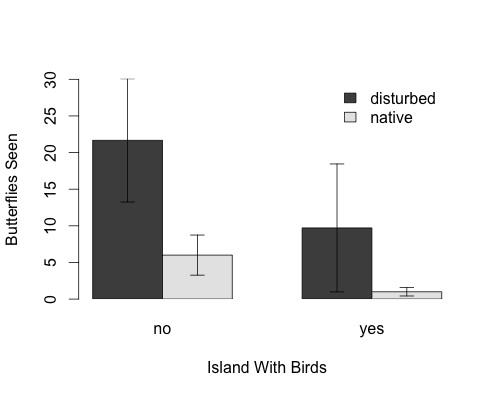 30
25
20
15
10
5
0
Butterflies Seen
disturbed
native
no
yes
Island With Birds